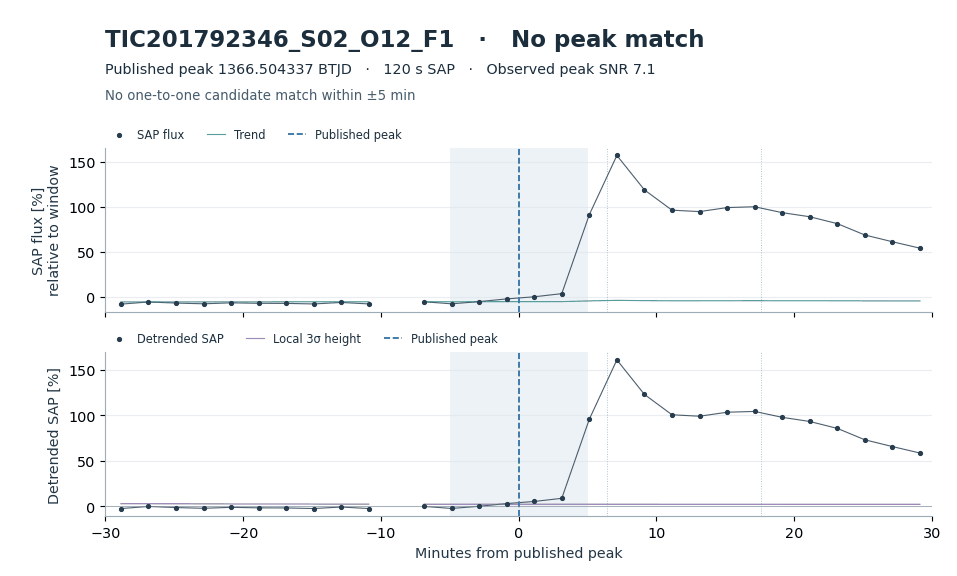 TIC201792346_S02_O12_F1 · No peak match
Published peak 1366.504337 BTJD · 120 s SAP · Observed peak SNR 7.1
No one-to-one candidate match within ±5 min
SAP flux Trend Published peak
SAP flux [%]
relative to window
150
100
50
0
Detrended SAP Local 3σ height Published peak
Detrended SAP [%]
150
100
50
0
−30 −20 −10 0 10 20 30
Minutes from published peak